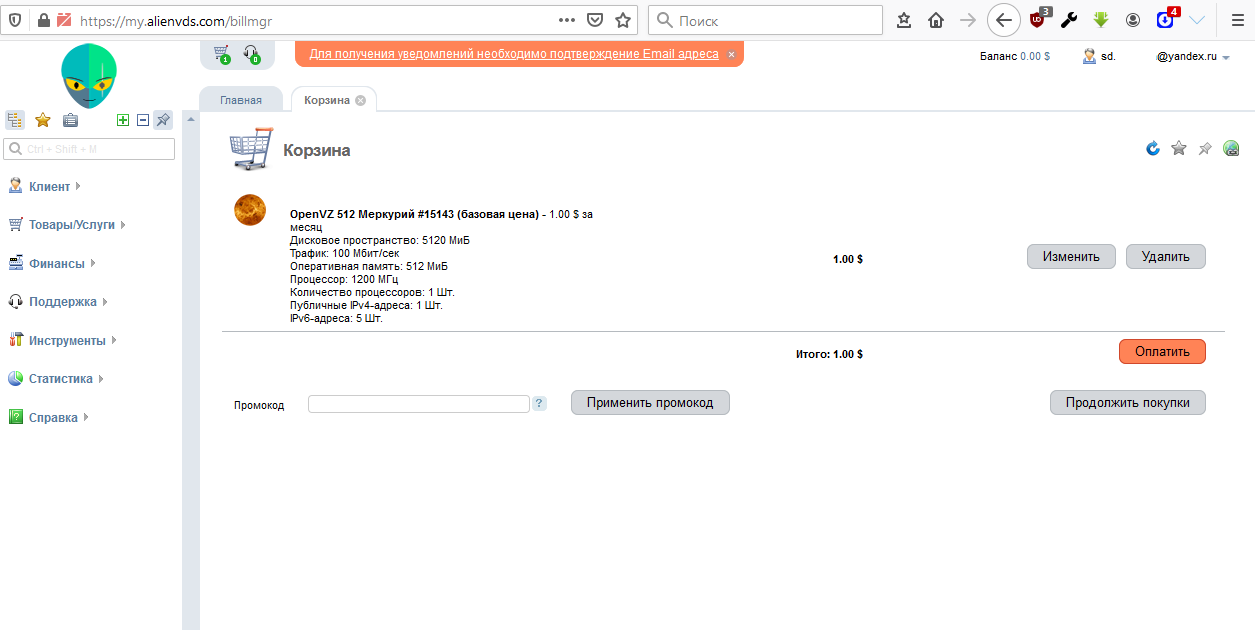 https://my.alienvds.com/billmgr
Поиск
3
4
1
0
Для получения уведомлений необходимо подтверждение Email адреса
Баланс 0.00 $
sd.
@yandex.ru
Главная
Корзина
Ctrl + Shift + M
Корзина
Клиент
Товары/Услуги
Финансы
Поддержка
Инструменты
Статистика
Справка
OpenVZ 512 Меркурий #15143 (базовая цена) - 1.00 $ за
месяц
Дисковое пространство: 5120 МиБ
Трафик: 100 Мбит/сек
Оперативная память: 512 МиБ
Процессор: 1200 МГц
Количество процессоров: 1 Шт.
Публичные IPv4-адреса: 1 Шт.
IPv6-адреса: 5 Шт.
1.00 $
Изменить
Удалить
Итого: 1.00 $
Оплатить
Промокод
?
Применить промокод
Продолжить покупки